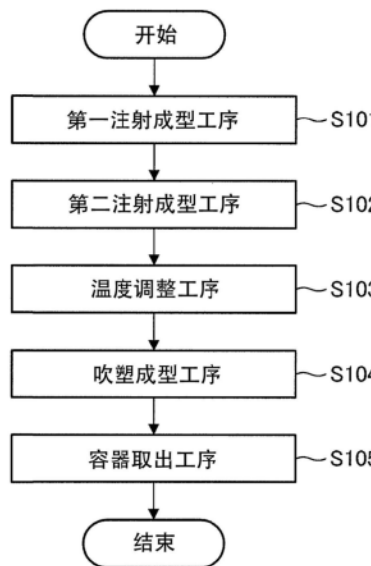 开始
第一注射成型工序 S101
第二注射成型工序 S102
温度调整工序 S103
吹塑成型工序 S104
容器取出工序 S105
结束